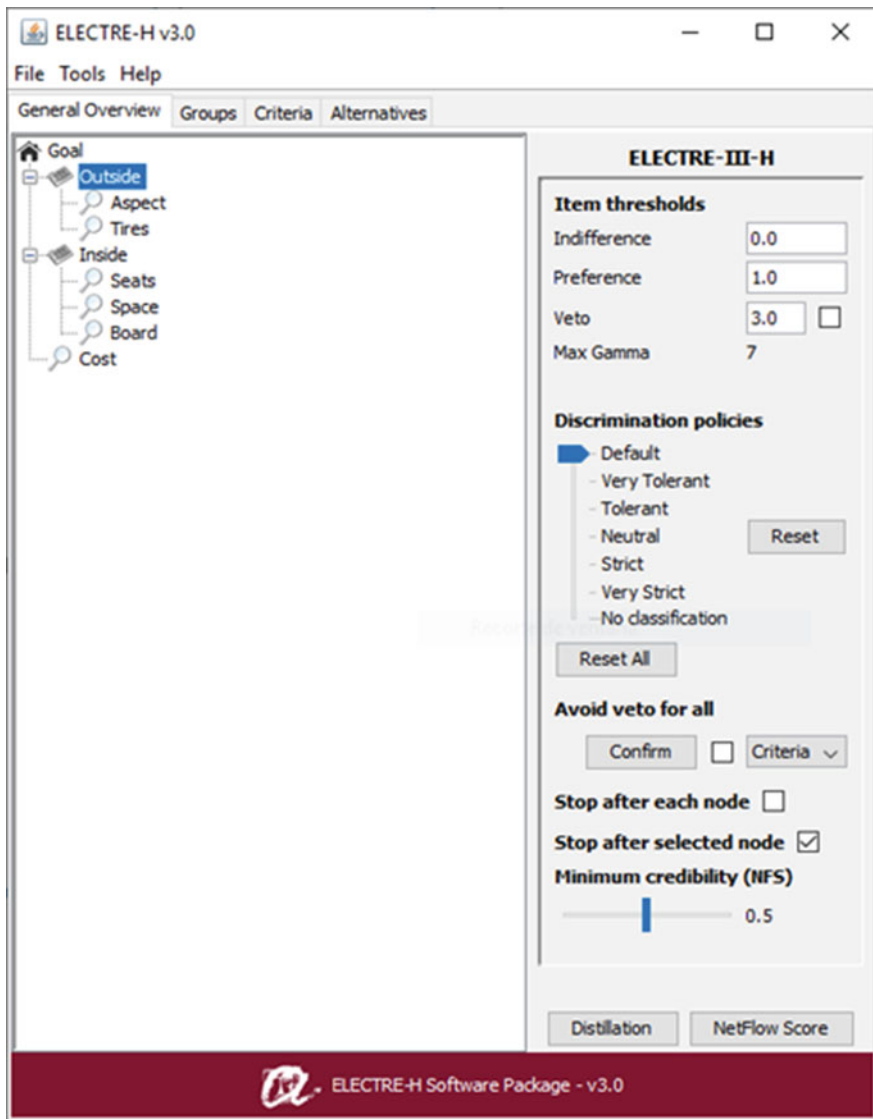 ELECTRE-H v3.0
File Tools Help
General Overview Groups Criteria Alternatives
Goal
Outside
Aspect
Tires
Inside
Seats
Space
Board
Cost
ELECTRE-III-H
Item thresholds
Indifference 0.0
Preference 1.0
Veto 3.0
Max Gamma 7
Discrimination policies
Default
Very Tolerant
Tolerant
Neutral
Reset
Strict
Very Strict
No classification
Reset All
Avoid veto for all
Confirm Criteria
Stop after each node
Stop after selected node
Minimum credibility (NFS)
0.5
Distillation NetFlow Score
ELECTRE-H Software Package - v3.0